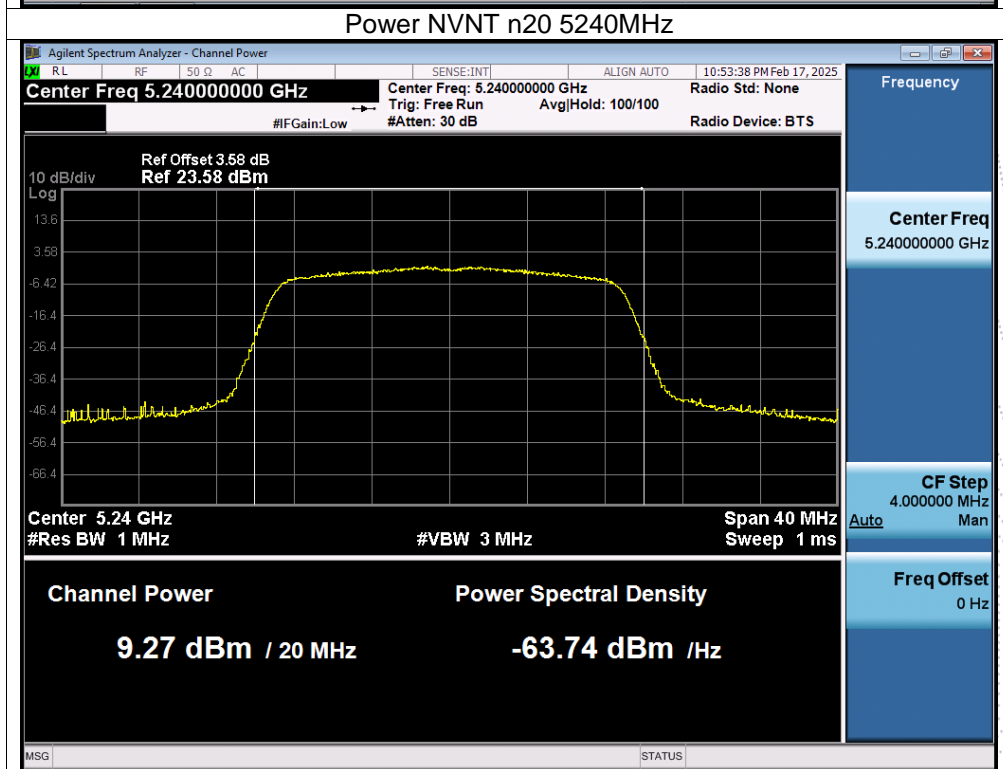 Power NVNT n20 5240MHz
Agilent Spectrum Analyzer - Channel Power
LXI RL RF 50 Ω AC SENSE:INT ALIGN AUTO 10:53:38 PM Feb 17, 2025
Center Freq 5.240000000 GHz
Center Freq: 5.240000000 GHz
Radio Std: None
Trig: Free Run Avg|Hold: 100/100
#IFGain:Low #Atten: 30 dB Radio Device: BTS
Ref Offset 3.58 dB
10 dB/div Ref 23.58 dBm
Log
13.6
3.58
-6.42
-16.4
-26.4
-36.4
-46.4
-56.4
-66.4
Center 5.24 GHz Span 40 MHz
#Res BW 1 MHz #VBW 3 MHz Sweep 1 ms
Channel Power Power Spectral Density
9.27 dBm / 20 MHz -63.74 dBm /Hz
Frequency
Center Freq
5.240000000 GHz
CF Step
4.000000 MHz
Auto Man
Freq Offset
0 Hz
MSG STATUS